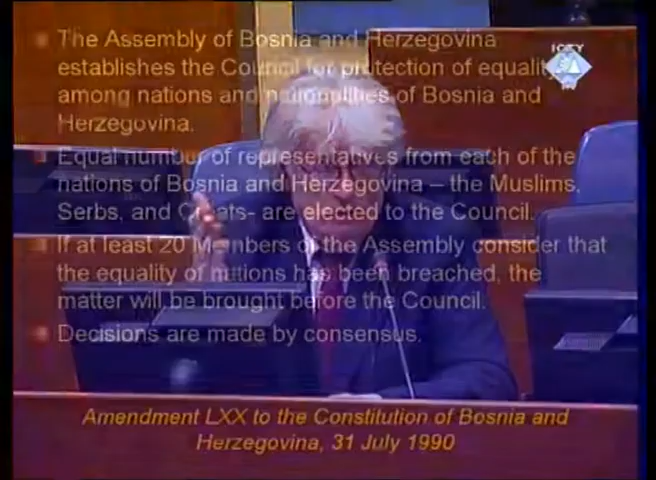 ICTY
The Assembly of Bosnia and Herzegovina
establishes the Council for protection of equality
among nations and nationalities of Bosnia and
Herzegovina.
Equal number of representatives from each of the
nations of Bosnia and Herzegovina – the Muslims,
Serbs, and Croats- are elected to the Council.
If at least 20 Members of the Assembly consider that
the equality of nations has been breached, the
matter will be brought before the Council.
Decisions are made by consensus.
Amendment LXX to the Constitution of Bosnia and
Herzegovina, 31 July 1990